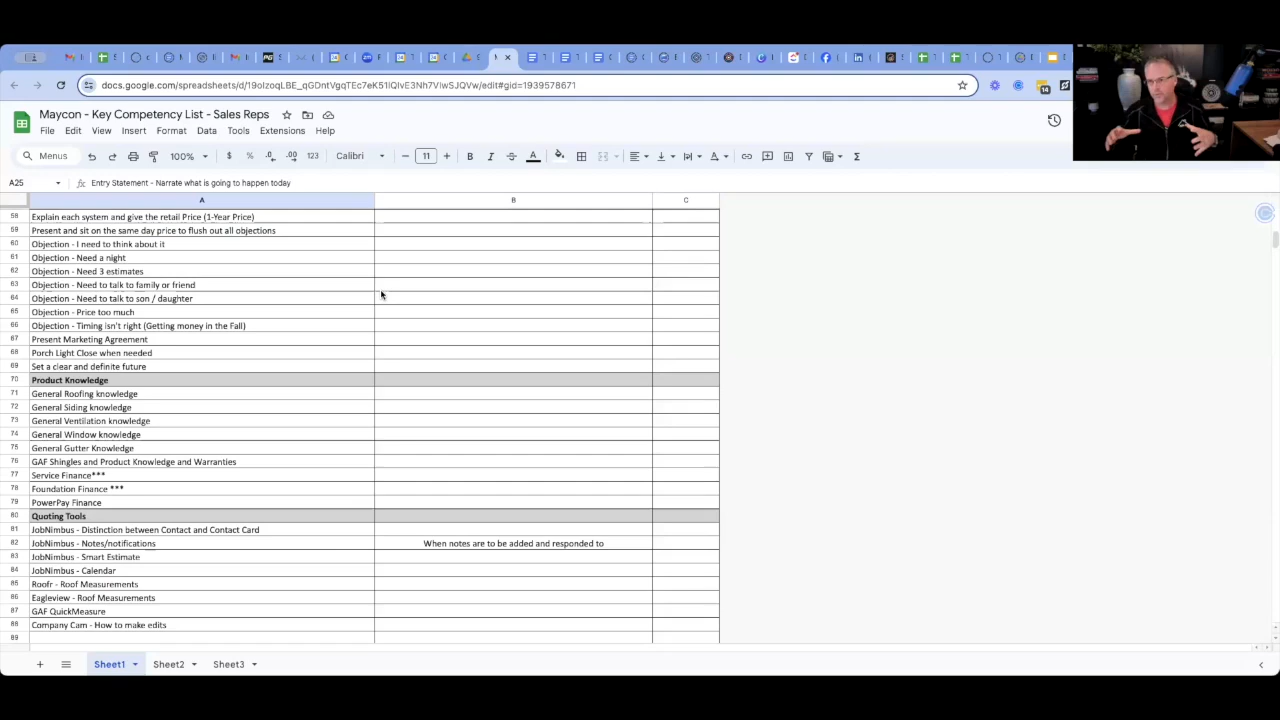 docs.google.com/spreadsheets/d/19oIzoqLBE_qGDntVgqTEc7eK51IQIvE3Nh7ViwSJQVw/edit#gid=1939578671
14
Maycon - Key Competency List - Sales Reps
File Edit View Insert Format Data Tools Extensions Help
Menus 100% $ % .0 .00 123 Calibri 11 B I S A
A25 fx Entry Statement - Narrate what is going to happen today
A B C
58 Explain each system and give the retail Price (1-Year Price)
59 Present and sit on the same day price to flush out all objections
60 Objection - I need to think about it
61 Objection - Need a night
62 Objection - Need 3 estimates
63 Objection - Need to talk to family or friend
64 Objection - Need to talk to son / daughter
65 Objection - Price too much
66 Objection - Timing isn't right (Getting money in the Fall)
67 Present Marketing Agreement
68 Porch Light Close when needed
69 Set a clear and definite future
70 Product Knowledge
71 General Roofing knowledge
72 General Siding knowledge
73 General Ventilation knowledge
74 General Window knowledge
75 General Gutter Knowledge
76 GAF Shingles and Product Knowledge and Warranties
77 Service Finance***
78 Foundation Finance ***
79 PowerPay Finance
80 Quoting Tools
81 JobNimbus - Distinction between Contact and Contact Card
82 JobNimbus - Notes/notifications When notes are to be added and responded to
83 JobNimbus - Smart Estimate
84 JobNimbus - Calendar
85 Roofr - Roof Measurements
86 Eagleview - Roof Measurements
87 GAF QuickMeasure
88 Company Cam - How to make edits
89
Sheet1 Sheet2 Sheet3